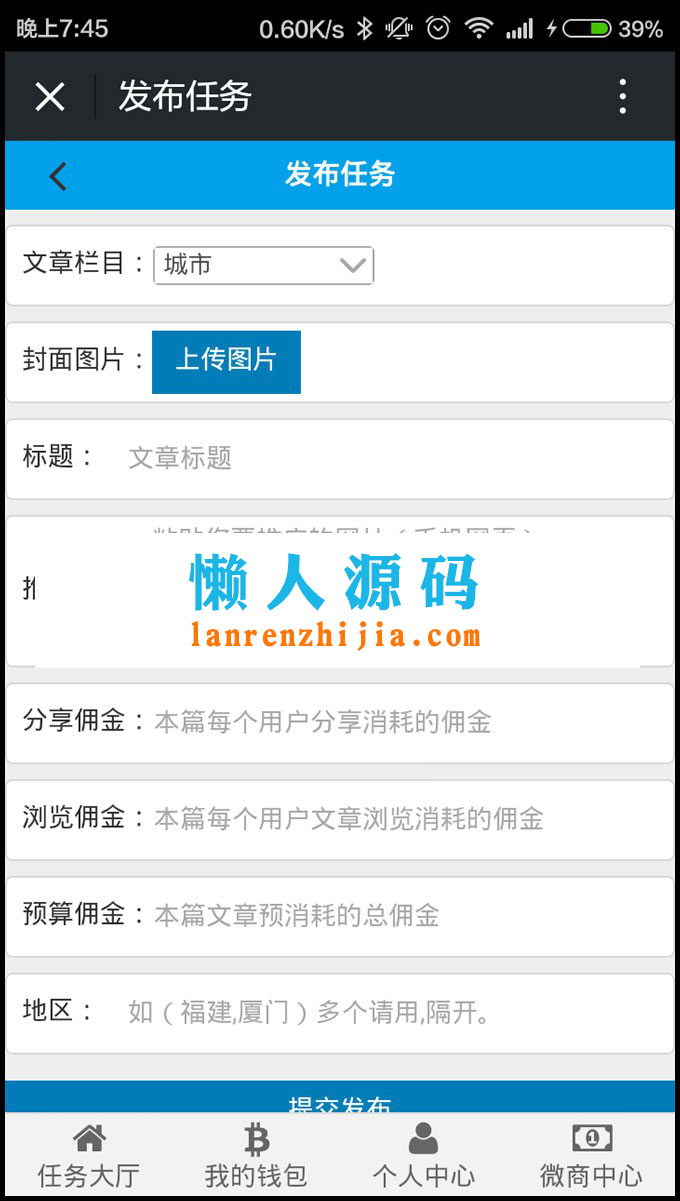 晚上7:45 0.60K/s 39%
发布任务
发布任务
文章栏目： 城市
封面图片： 上传图片
标题： 文章标题
懒人源码
lanrenzhijia.com
分享佣金： 本篇每个用户分享消耗的佣金
浏览佣金： 本篇每个用户文章浏览消耗的佣金
预算佣金： 本篇文章预消耗的总佣金
地区： 如（福建,厦门）多个请用,隔开。
提交发布
任务大厅 我的钱包 个人中心 微商中心